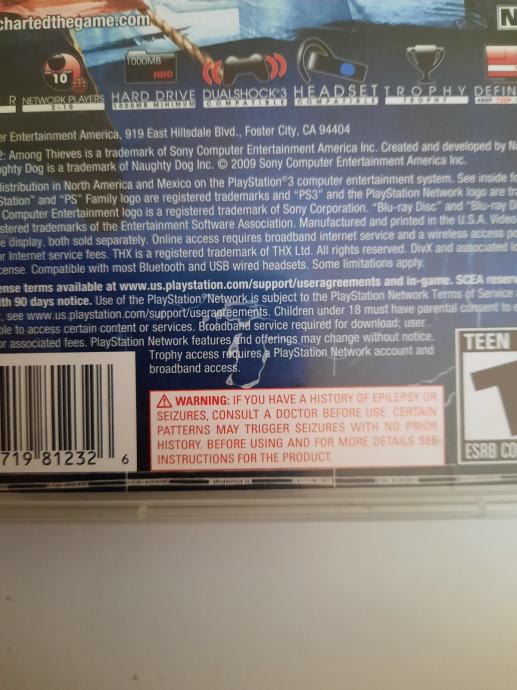 chartedthegame.com
N
10
1000MB
HDD
R NETWORK PLAYERS HARD DRIVE DUALSHOCK®3 HEADSET TROPHY DEFIN
2-10 1000MB MINIMUM COMPATIBLE COMPATIBLE TROPHY 480P 720P
er Entertainment America, 919 East Hillsdale Blvd., Foster City, CA 94404
2: Among Thieves is a trademark of Sony Computer Entertainment America Inc. Created and developed by Na
ughty Dog is a trademark of Naughty Dog Inc. © 2009 Sony Computer Entertainment America Inc.
distribution in North America and Mexico on the PlayStation®3 computer entertainment system. See inside fo
Station" and "PS" Family logo are registered trademarks and "PS3" and the PlayStation Network logo are tra
Computer Entertainment logo is a registered trademark of Sony Corporation. "Blu-ray Disc" and "Blu-ray D
stered trademark of the Entertainment Software Association. Manufactured and printed in the U.S.A. Video
e display, both sold separately. Online access requires broadband internet service and a wireless access po
or Internet service fees. THX is a registered trademark of THX Ltd. All rights reserved. DivX and associated lo
cense. Compatible with most Bluetooth and USB wired headsets. Some limitations apply.
ense terms available at www.us.playstation.com/support/useragreements and in-game. SCEA reserv
ith 90 days notice. Use of the PlayStation Network is subject to the PlayStation Network Terms of Service
, see www.us.playstation.com/support/useragreements. Children under 18 must have parental consent to e
ble to access certain content or services. Broadband service required for download; user
or associated fees. PlayStation Network features and offerings may change without notice.
Trophy access requires a PlayStation Network account and
broadband access.
TEEN
T
ESRB CO
WARNING: IF YOU HAVE A HISTORY OF EPILEPSY OR
SEIZURES, CONSULT A DOCTOR BEFORE USE. CERTAIN
PATTERNS MAY TRIGGER SEIZURES WITH NO PRIOR
HISTORY. BEFORE USING AND FOR MORE DETAILS SEE
INSTRUCTIONS FOR THE PRODUCT.
719 81232 6